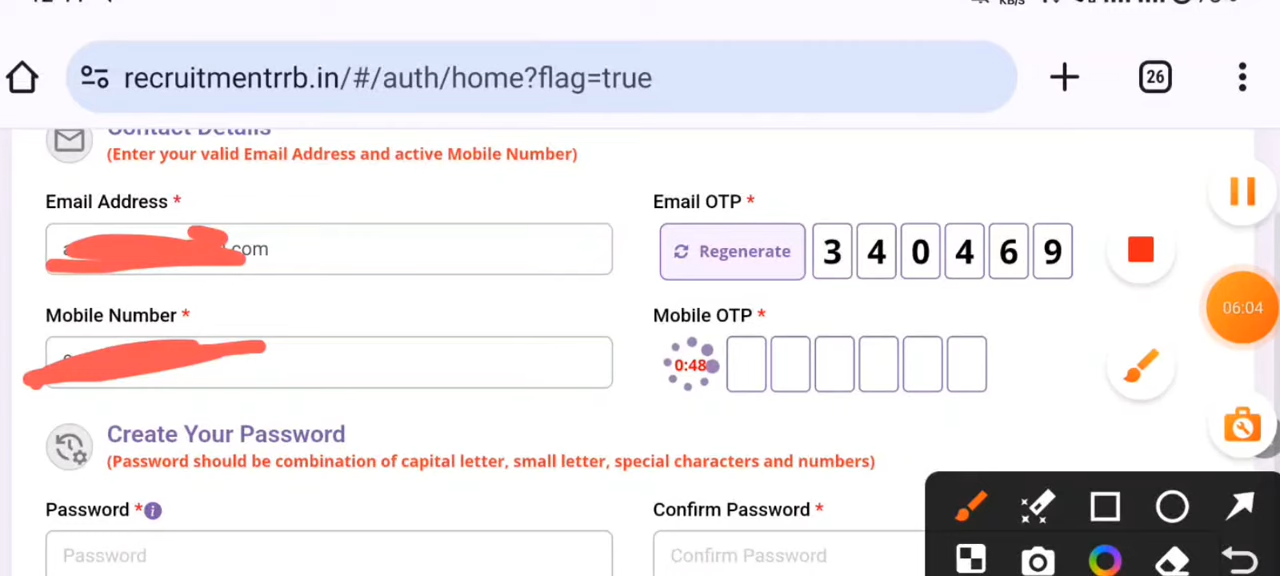 KB/S
recruitmentrrb.in/#/auth/home?flag=true
26
Contact Details
(Enter your valid Email Address and active Mobile Number)
Email Address *
Email OTP *
.com
Regenerate
3 4 0 4 6 9
06:04
Mobile Number *
Mobile OTP *
0:48
Create Your Password
(Password should be combination of capital letter, small letter, special characters and numbers)
Password * i
Confirm Password *
Password
Confirm Password